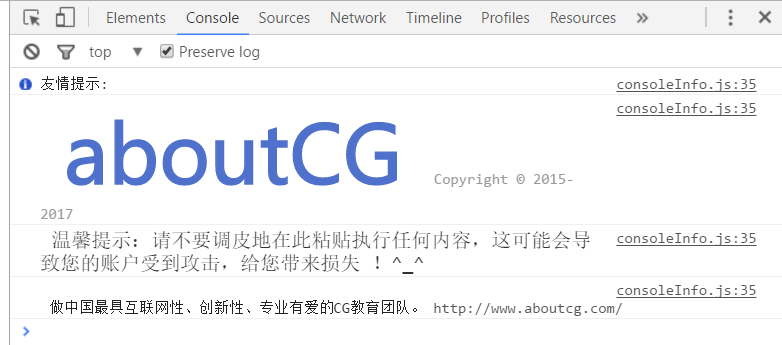 Elements Console Sources Network Timeline Profiles Resources »
top Preserve log
友情提示: consoleInfo.js:35
consoleInfo.js:35
aboutCG Copyright © 2015-
2017
温馨提示：请不要调皮地在此粘贴执行任何内容，这可能会导 consoleInfo.js:35
致您的账户受到攻击，给您带来损失 ！^_^
consoleInfo.js:35
做中国最具互联网性、创新性、专业有爱的CG教育团队。 http://www.aboutcg.com/